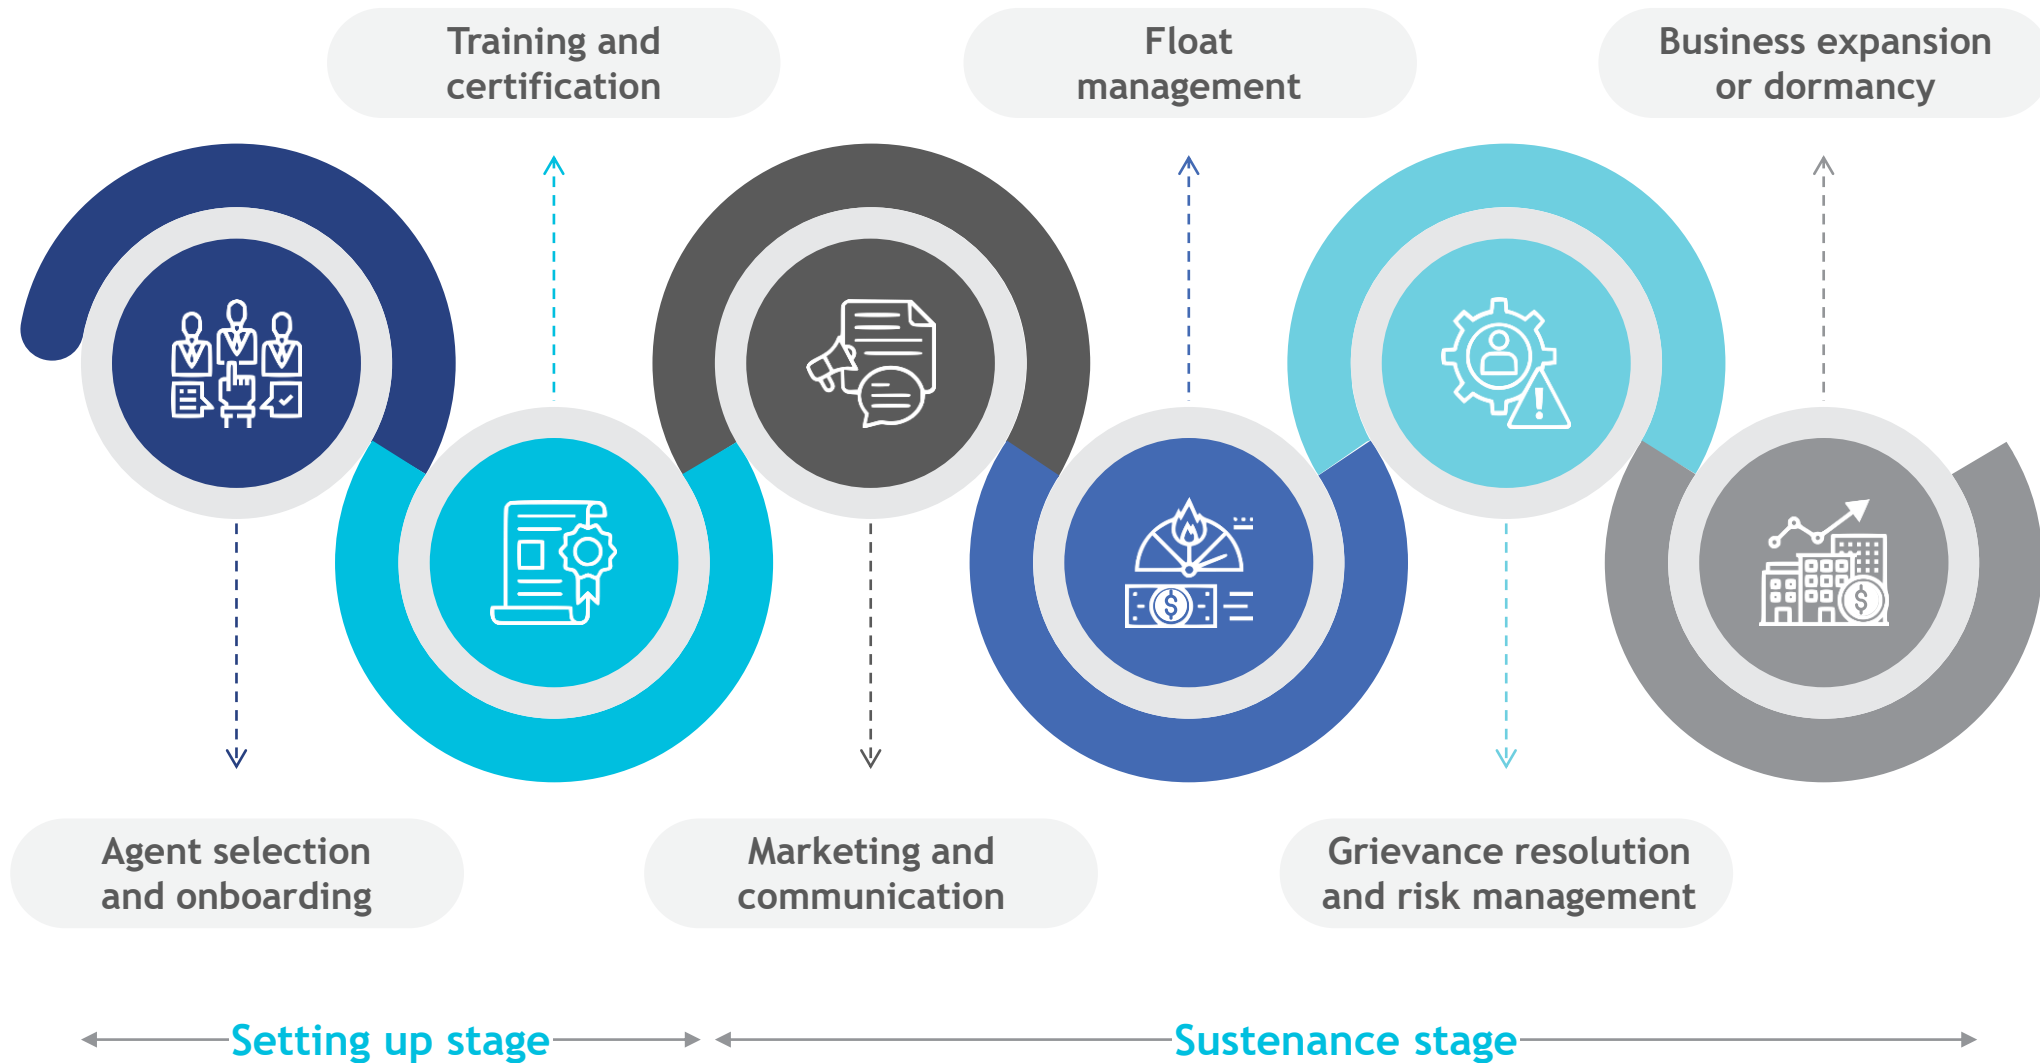 Training and
certification
Float
management
Business expansion
or dormancy
Agent selection
and onboarding
Marketing and
communication
Grievance resolution
and risk management
Setting up stage
Sustenance stage